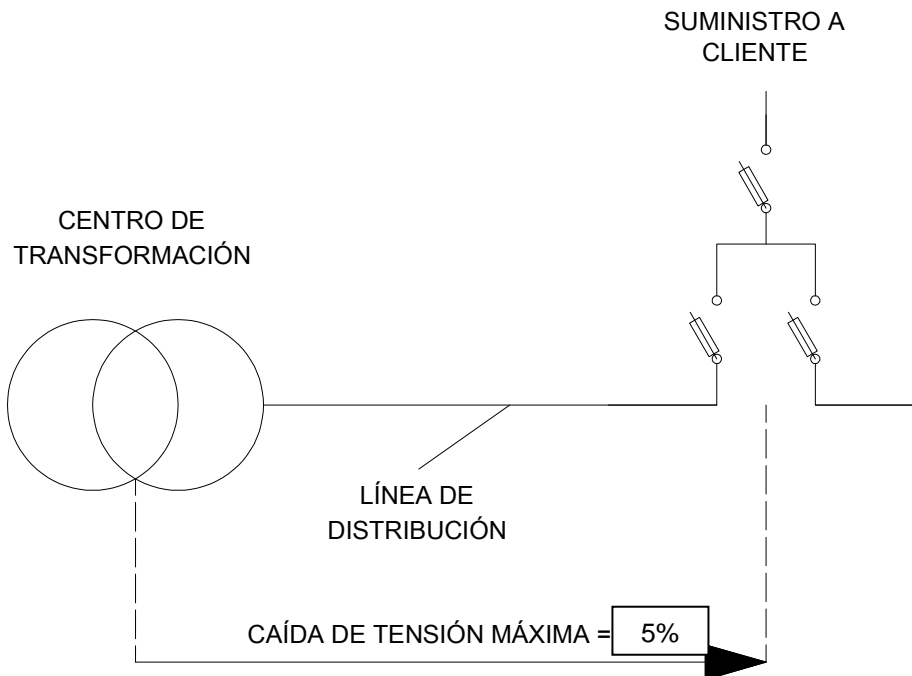 SUMINISTRO A
CLIENTE
CENTRO DE
TRANSFORMACIÓN
LÍNEA DE
DISTRIBUCIÓN
CAÍDA DE TENSIÓN MÁXIMA = 5%